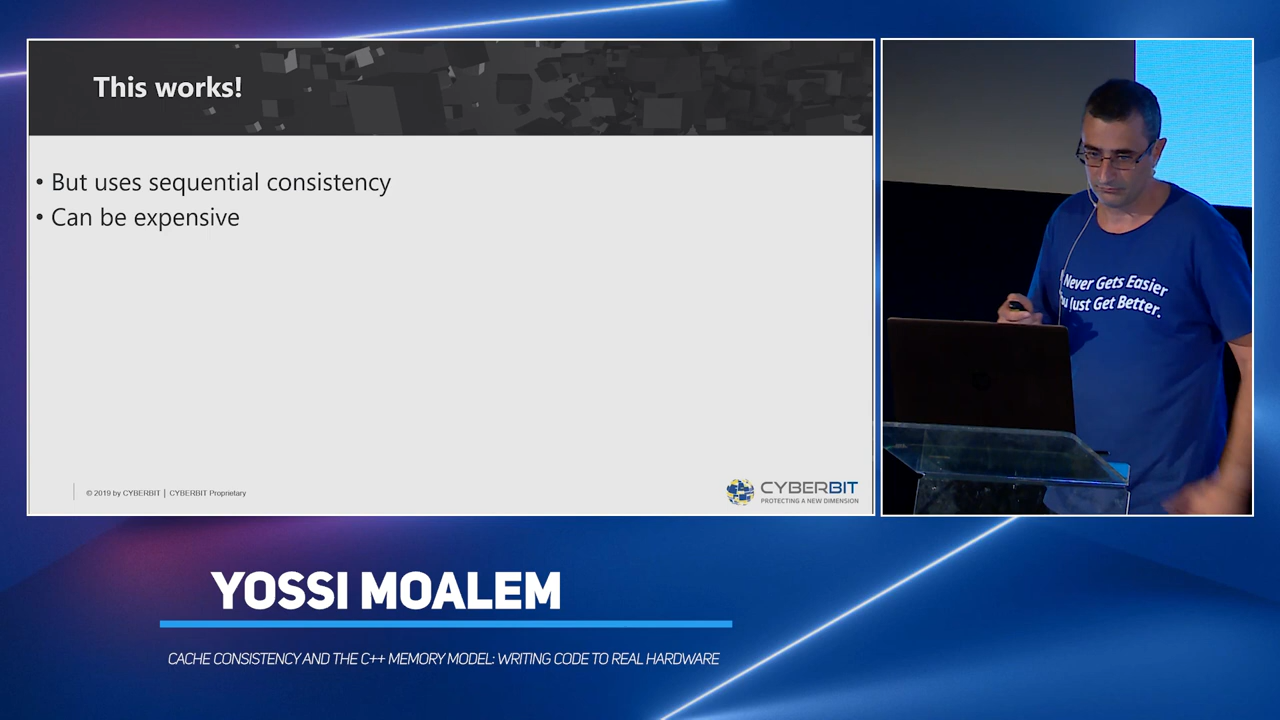 This works!
• But uses sequential consistency
• Can be expensive
© 2019 by CYBERBIT | CYBERBIT Proprietary
CYBERBIT
PROTECTING A NEW DIMENSION
Never Gets Easier
Just Get Better.
YOSSI MOALEM
CACHE CONSISTENCY AND THE C++ MEMORY MODEL: WRITING CODE TO REAL HARDWARE